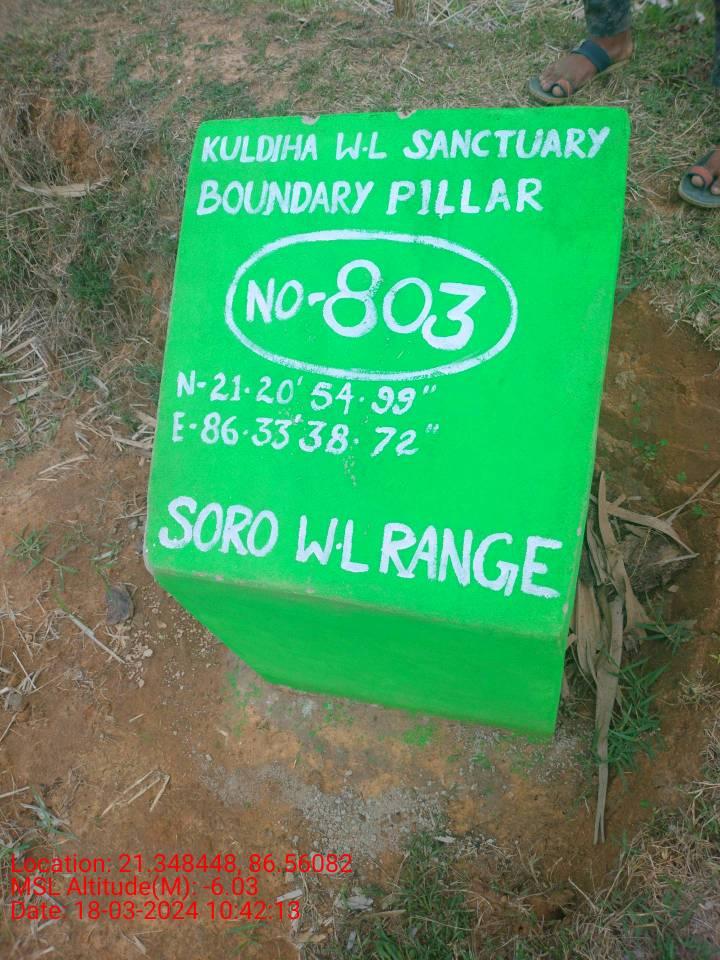 KULDIHA W.L SANCTUARY
BOUNDARY PILLAR
NO-803
N-21.20' 54.99"
E-86.33'38.72"
SORO W.L RANGE
Location: 21.348448, 86.56082
MSL Altitude(M): -6.03
Date: 18-03-2024 10:42:13